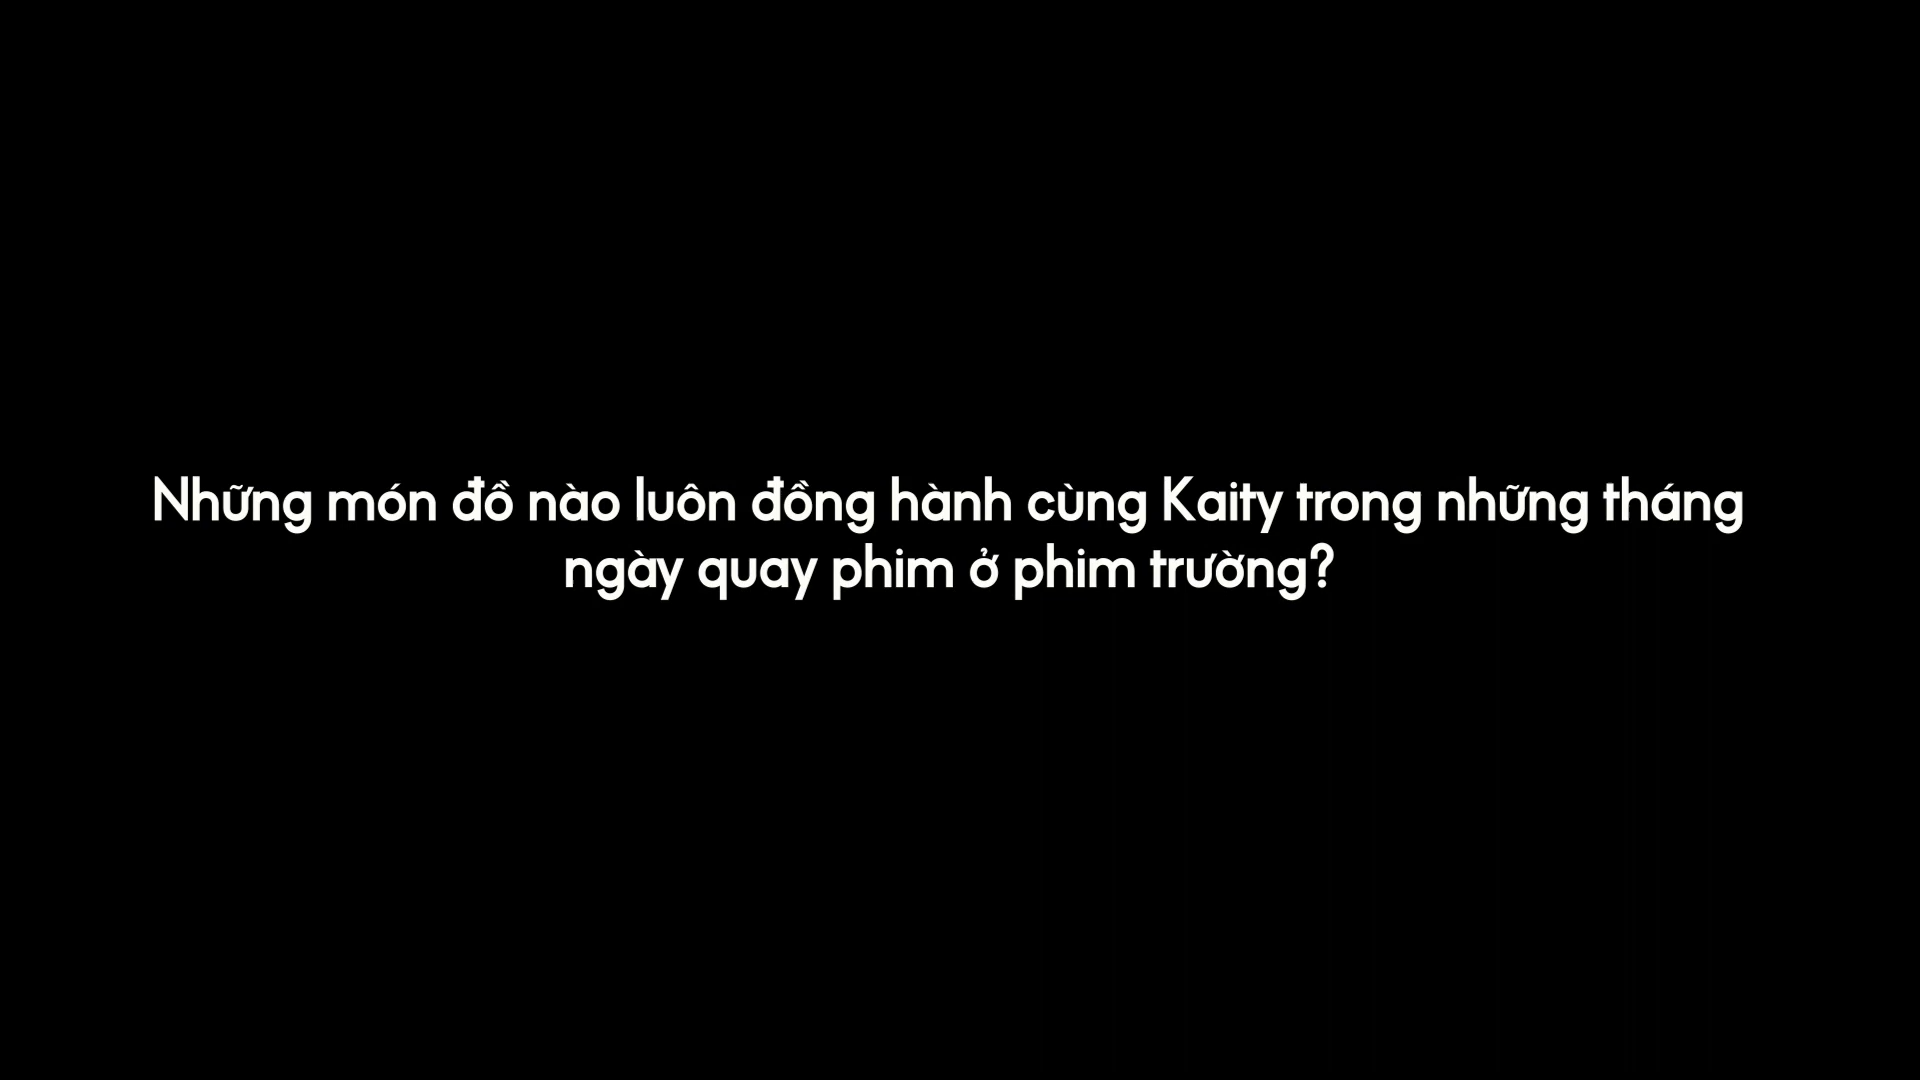 Những món đồ nào luôn đồng hành cùng Kaity trong những tháng
ngày quay phim ở phim trường?